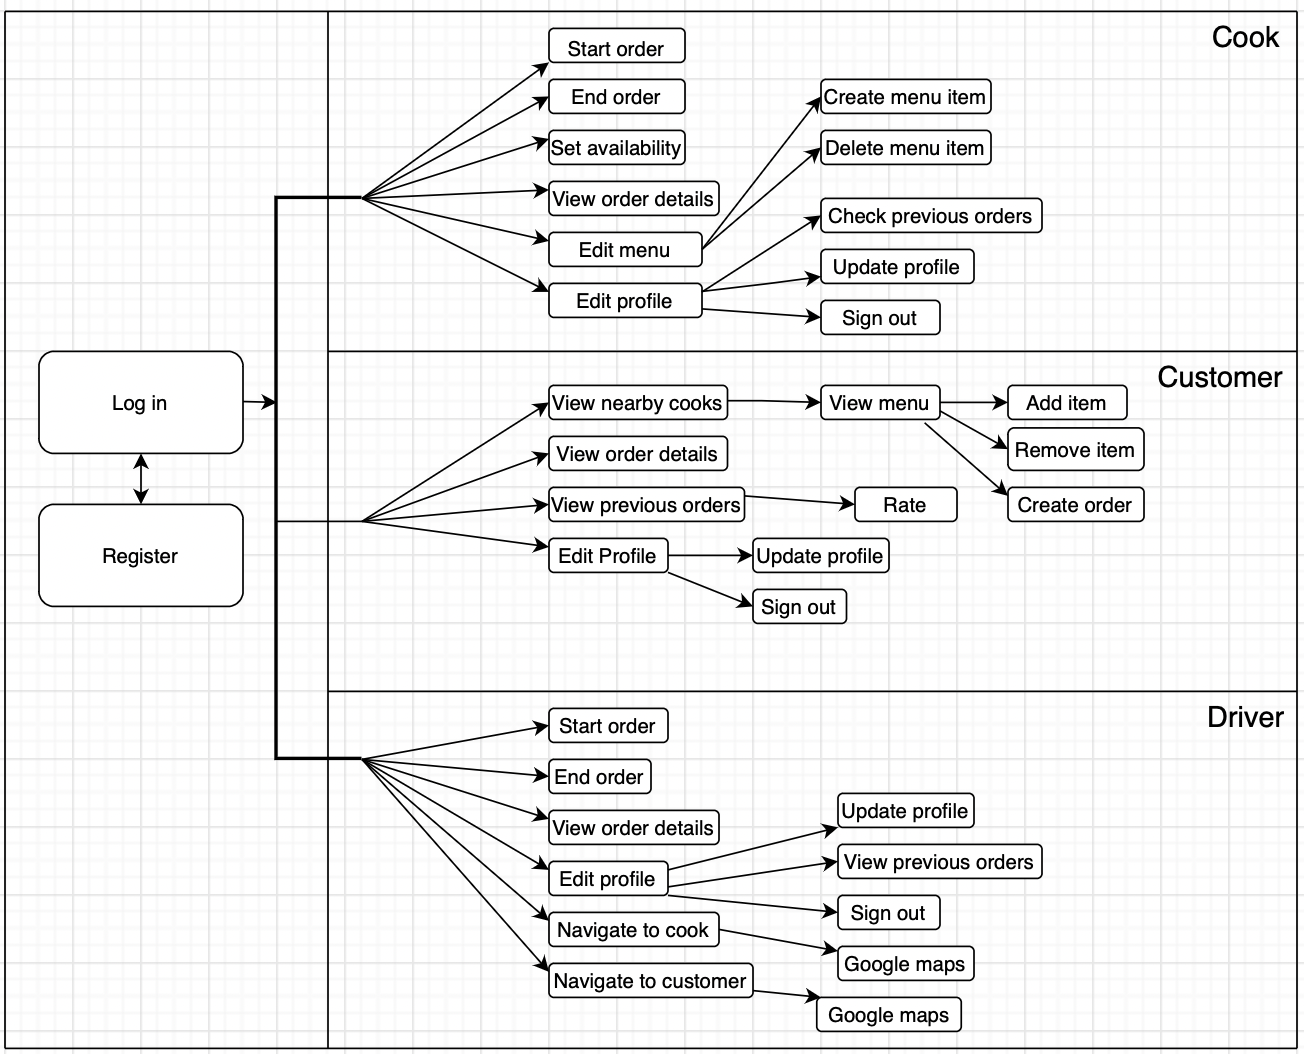 Cook
Start order
End order
Set availability
View order details
Edit menu
Edit profile
Create menu item
Delete menu item
Check previous orders
Update profile
Sign out
Log in
Register
Customer
View nearby cooks
View menu
Add item
Remove item
Create order
View order details
View previous orders
Rate
Edit Profile
Update profile
Sign out
Driver
Start order
End order
View order details
Edit profile
Navigate to cook
Navigate to customer
Update profile
View previous orders
Sign out
Google maps
Google maps